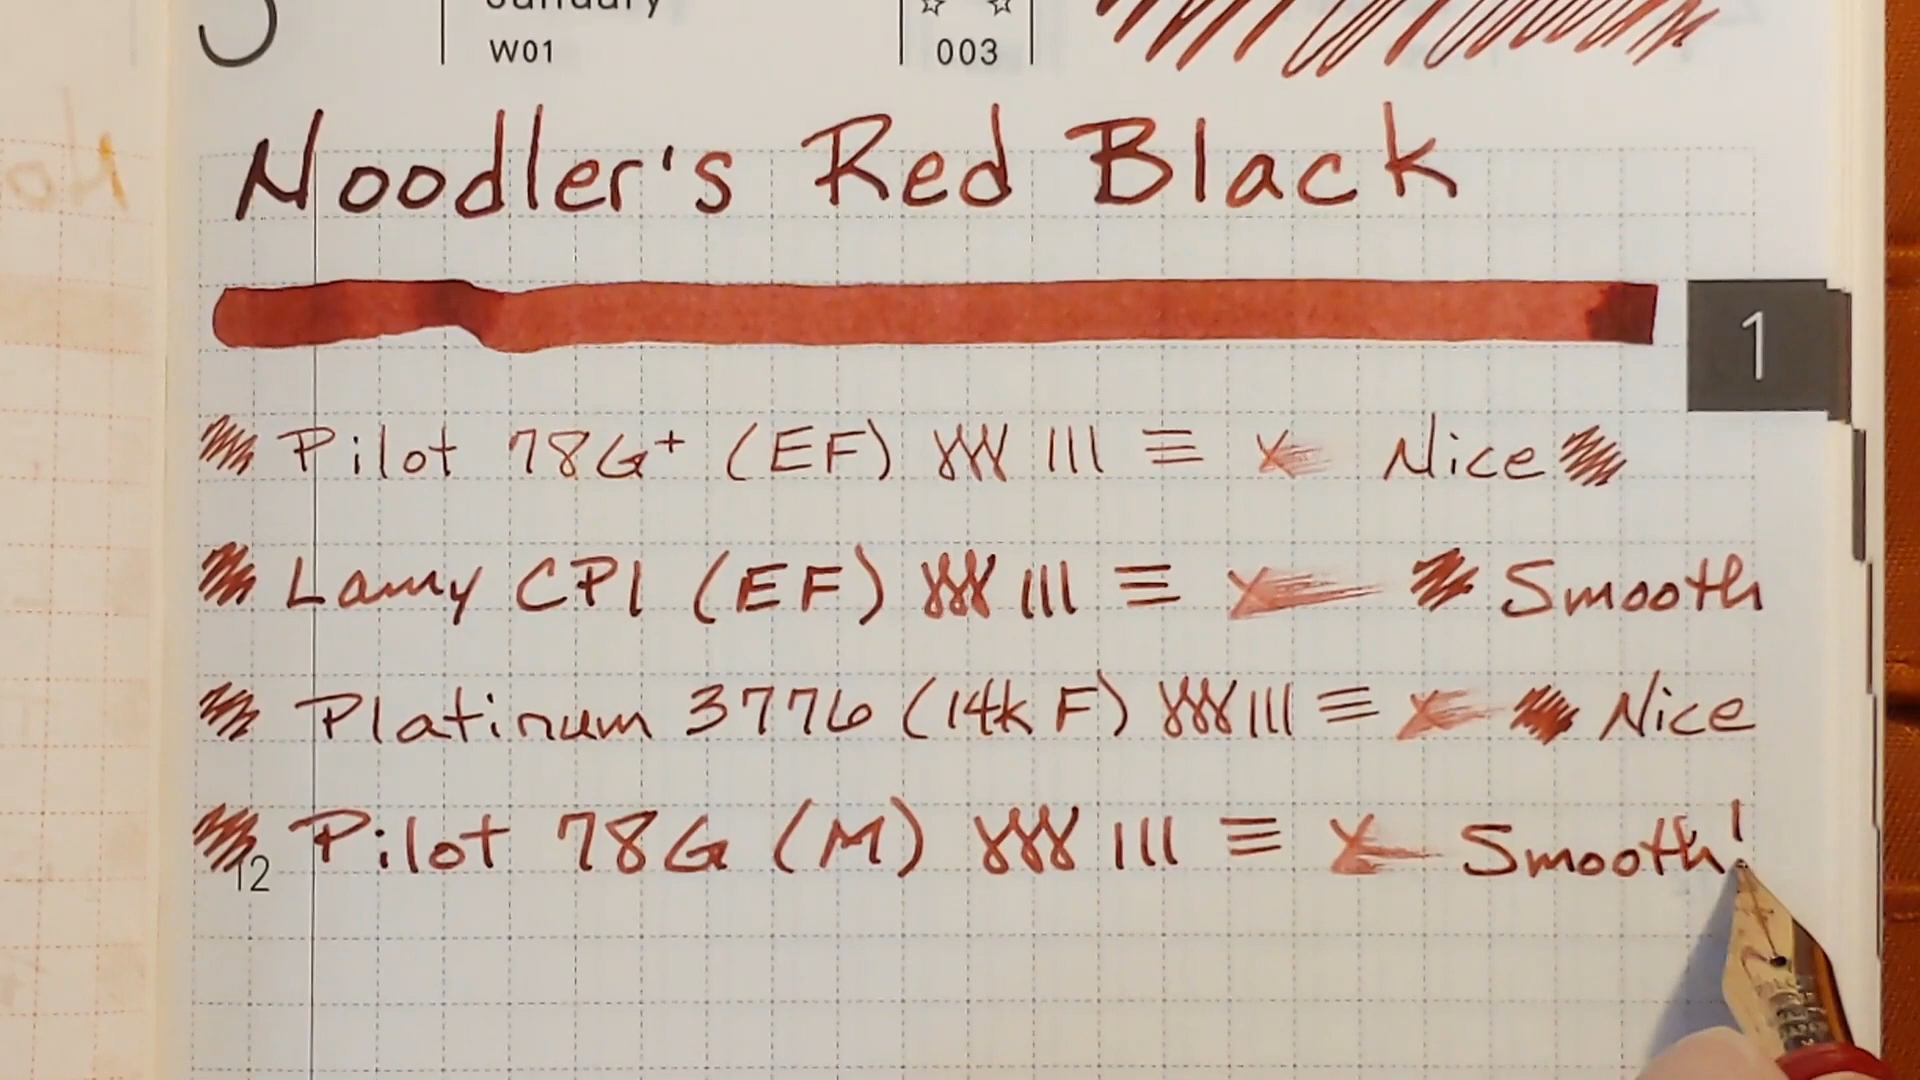 January
W01
003
Noodler's Red Black
1
Pilot 78G+ (EF) Nice
Lamy CP1 (EF) Smooth
Platinum 3776 (14k F) Nice
Pilot 78G (M) Smooth!
12